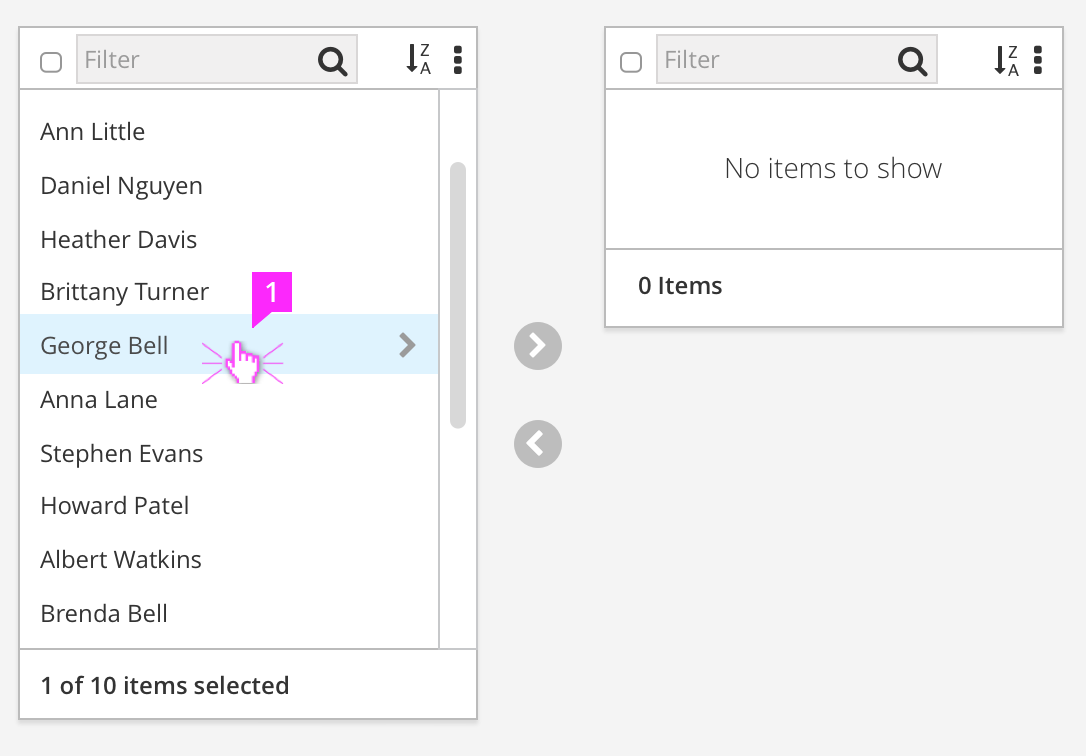 Filter
Z
A
Ann Little
Daniel Nguyen
Heather Davis
Brittany Turner
1
George Bell
Anna Lane
Stephen Evans
Howard Patel
Albert Watkins
Brenda Bell
1 of 10 items selected
Filter
Z
A
No items to show
0 Items